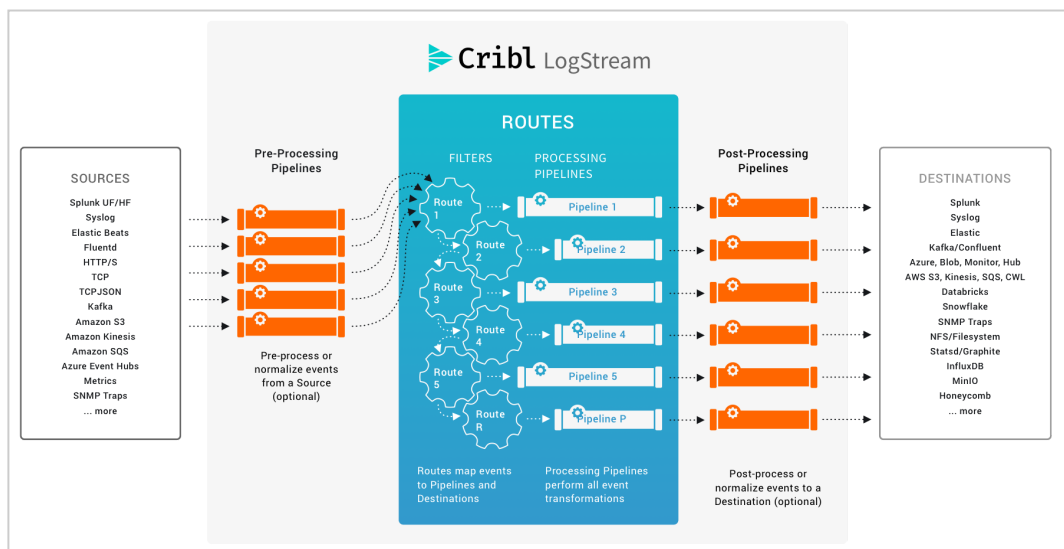 Cribl LogStream
SOURCES
Splunk UF/HF
Syslog
Elastic Beats
Fluentd
HTTP/S
TCP
TCPJSON
Kafka
Amazon S3
Amazon Kinesis
Amazon SQS
Azure Event Hubs
Metrics
SNMP Traps
... more
Pre-Processing
Pipelines
Pre-process or
normalize events
from a Source
(optional)
ROUTES
FILTERS
PROCESSING
PIPELINES
Route
1
Pipeline 1
Route
2
Pipeline 2
Route
3
Pipeline 3
Route
4
Pipeline 4
Route
5
Pipeline 5
Route
R
Pipeline P
Routes map events
to Pipelines and
Destinations
Processing Pipelines
perform all event
transformations
Post-Processing
Pipelines
Post-process or
normalize events to a
Destination (optional)
DESTINATIONS
Splunk
Syslog
Elastic
Kafka/Confluent
Azure, Blob, Monitor, Hub
AWS S3, Kinesis, SQS, CWL
Databricks
Snowflake
SNMP Traps
NFS/Filesystem
Statsd/Graphite
InfluxDB
MinIO
Honeycomb
... more